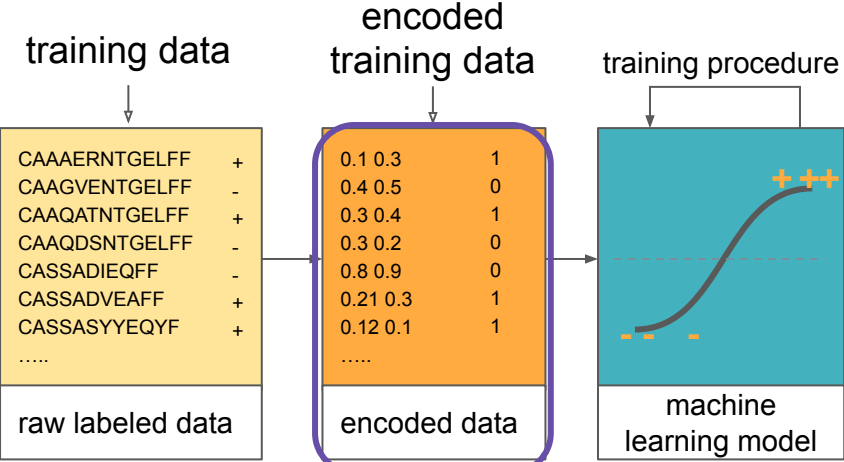 training data
encoded
training data
training procedure
CAAAERNTGELFF +
CAAGVENTGELFF -
CAAQATNTGELFF +
CAAQDSNTGELFF -
CASSADIEQFF -
CASSADVEAFF +
CASSASYYEQYF +
…..
raw labeled data
0.1 0.3 1
0.4 0.5 0
0.3 0.4 1
0.3 0.2 0
0.8 0.9 0
0.21 0.3 1
0.12 0.1 1
…..
encoded data
+ ++
- - -
machine
learning model